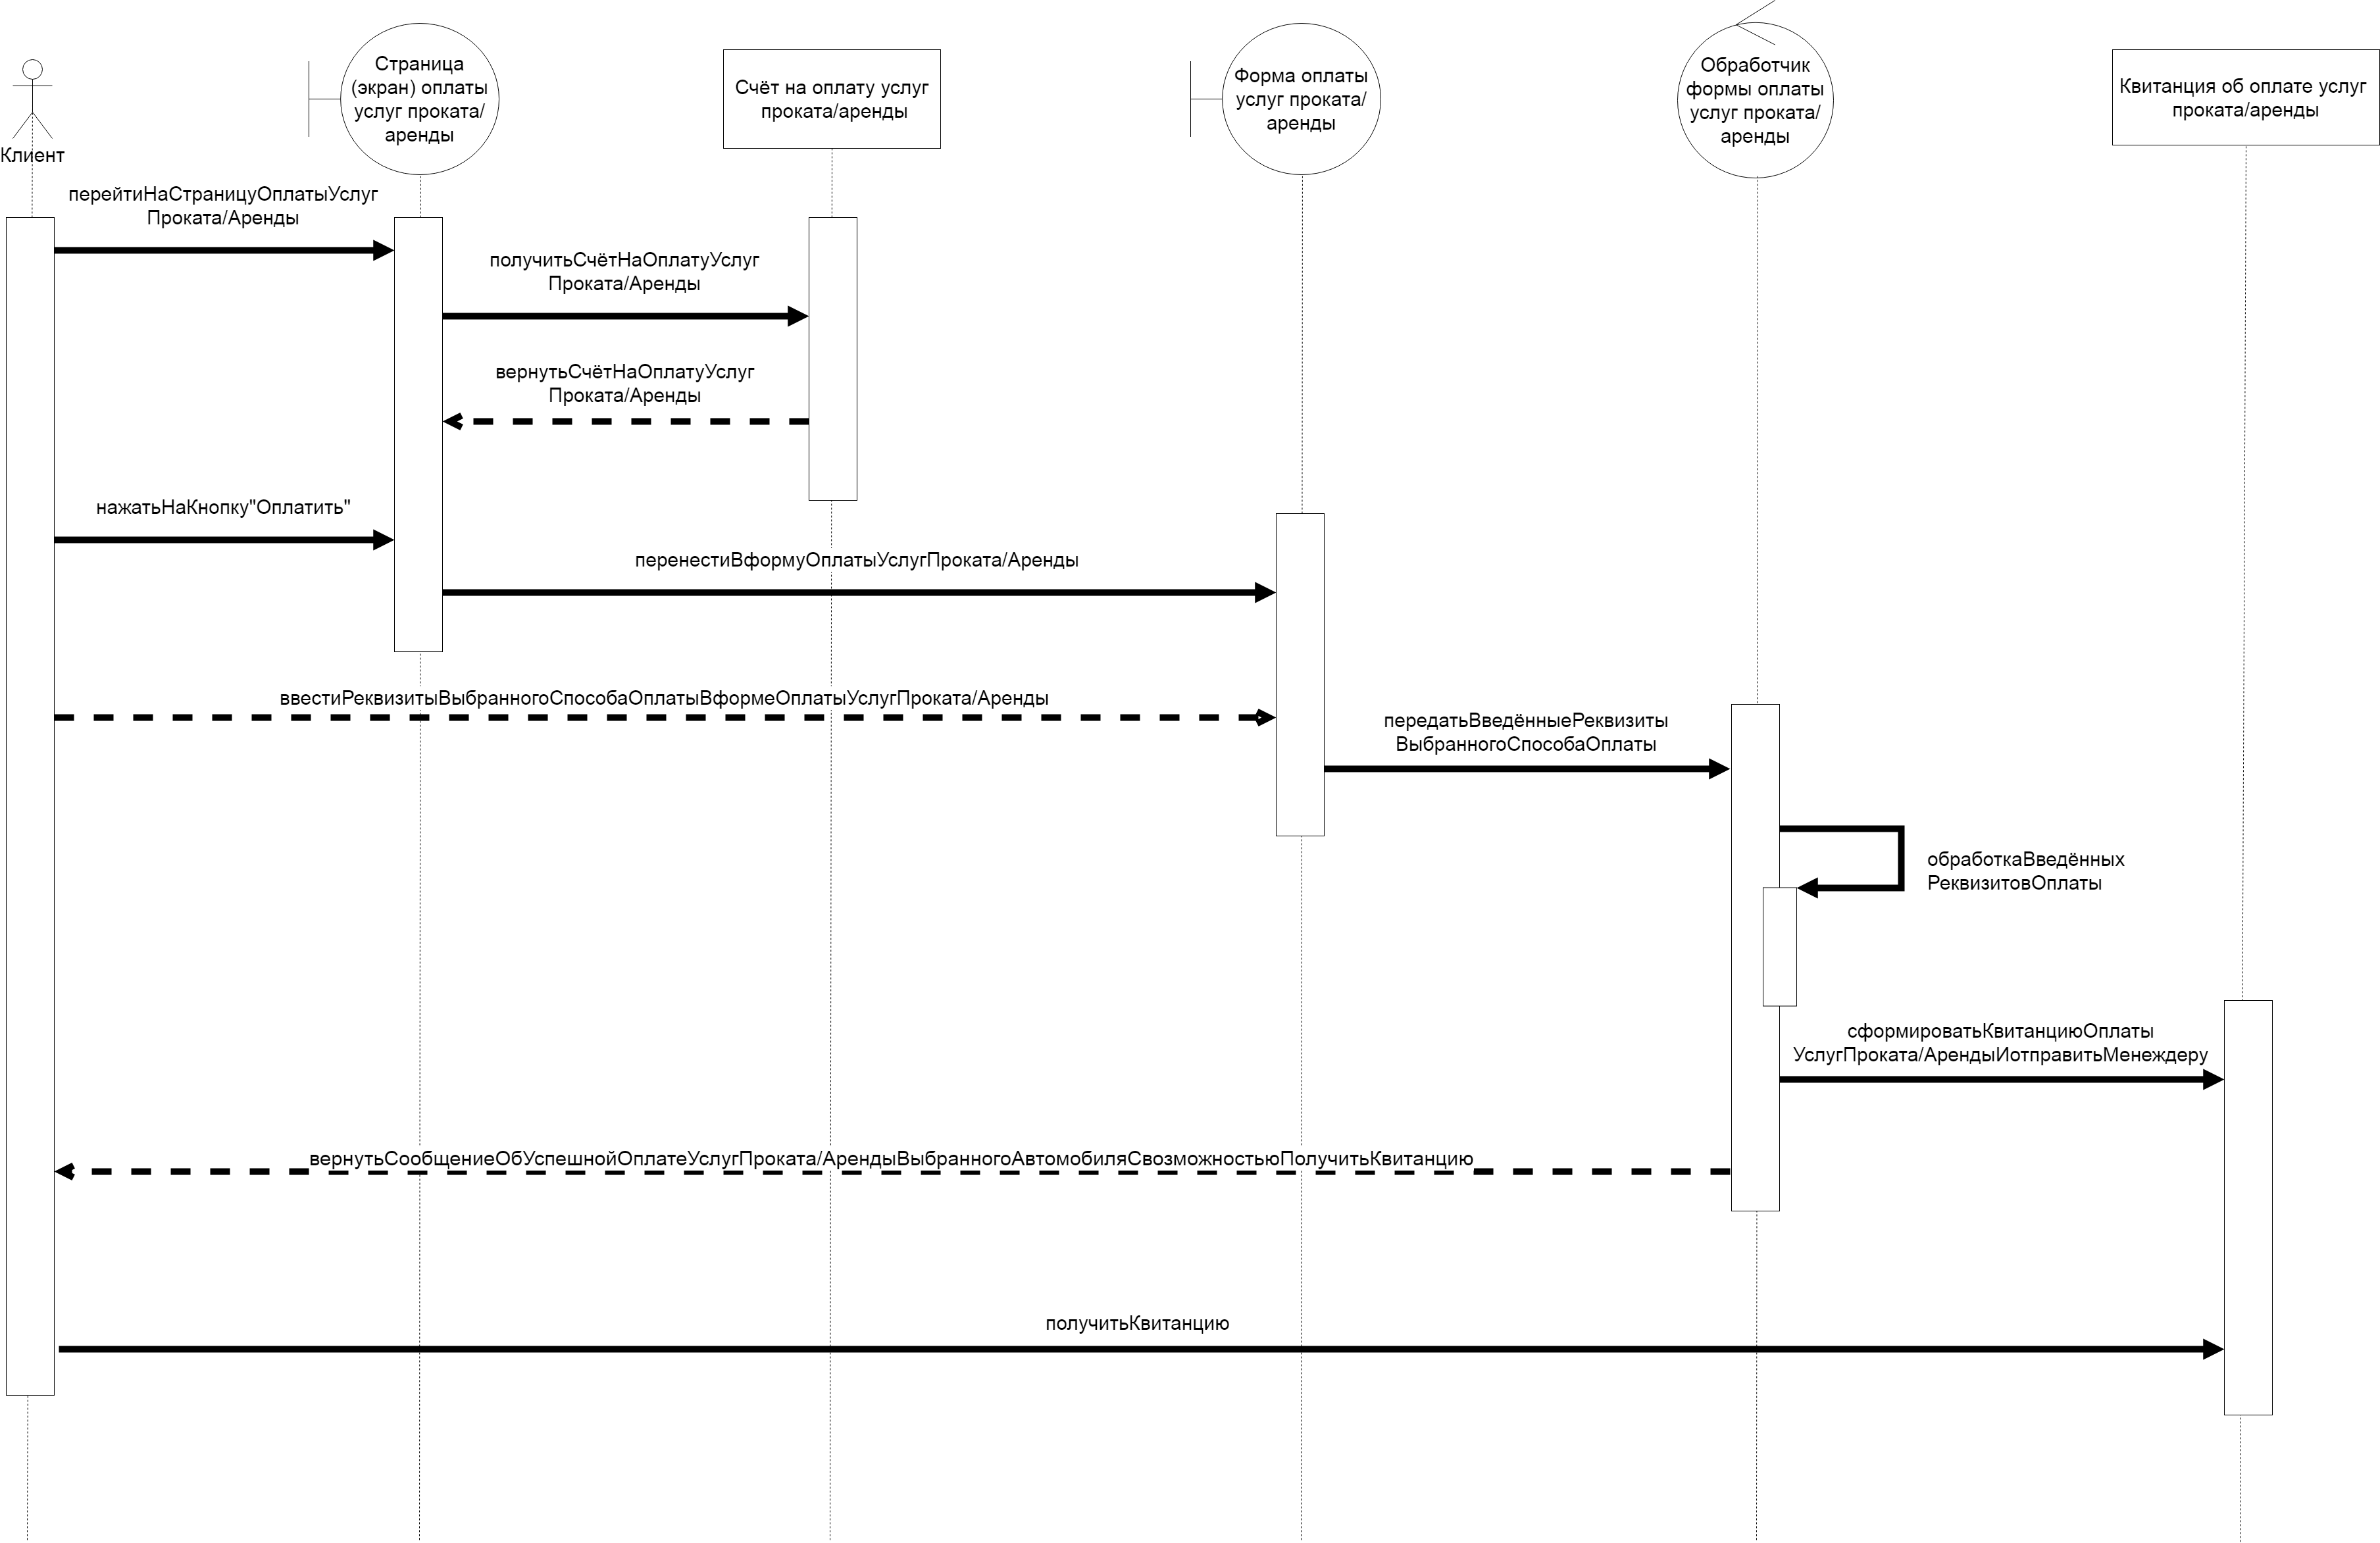 Клиент
Страница
(экран) оплаты
услуг проката/
аренды
Счёт на оплату услуг
проката/аренды
Форма оплаты
услуг проката/
аренды
Обработчик
формы оплаты
услуг проката/
аренды
Квитанция об оплате услуг
проката/аренды
перейтиНаСтраницуОплатыУслуг
Проката/Аренды
получитьСчётНаОплатуУслуг
Проката/Аренды
вернутьСчётНаОплатуУслуг
Проката/Аренды
нажатьНаКнопку"Оплатить"
перенестиВформуОплатыУслугПроката/Аренды
ввестиРеквизитыВыбранногоСпособаОплатыВформеОплатыУслугПроката/Аренды
передатьВведённыеРеквизиты
ВыбранногоСпособаОплаты
обработкаВведённых
РеквизитовОплаты
сформироватьКвитанциюОплаты
УслугПроката/АрендыИотправитьМенеждеру
вернутьСообщениеОбУспешнойОплатеУслугПроката/АрендыВыбранногоАвтомобиляСвозможностьюПолучитьКвитанцию
получитьКвитанцию